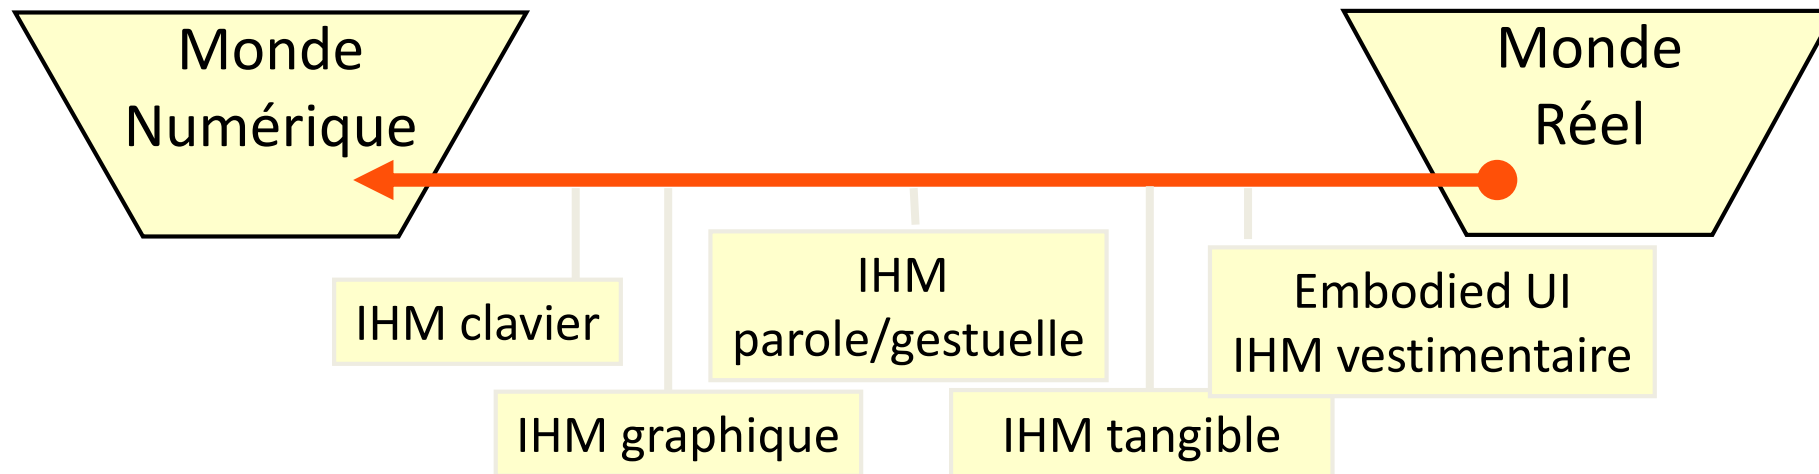 Monde
Numérique
Monde
Réel
IHM clavier
IHM graphique
IHM
parole/gestuelle
IHM tangible
Embodied UI
IHM vestimentaire